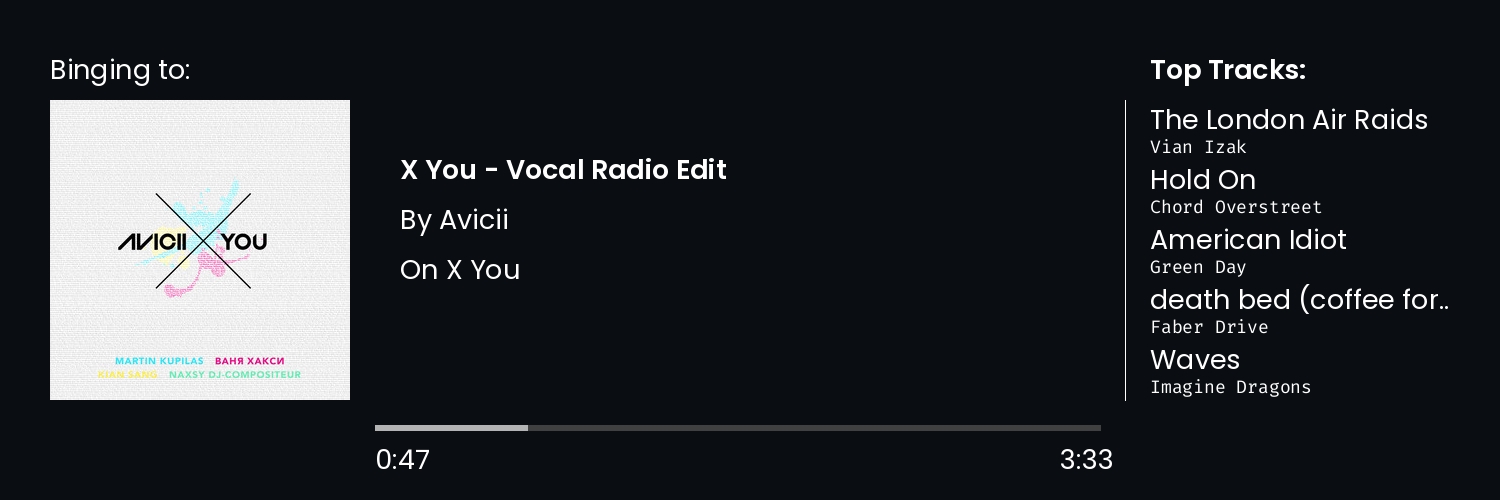 Binging to:
AVICII X YOU
MARTIN KUPILAS ВАНЯ ХАКСИ
XIAN SANG NAXSY DJ-COMPOSITEUR
X You - Vocal Radio Edit
By Avicii
On X You
0:47
3:33
Top Tracks:
The London Air Raids
Vian Izak
Hold On
Chord Overstreet
American Idiot
Green Day
death bed (coffee for..
Faber Drive
Waves
Imagine Dragons